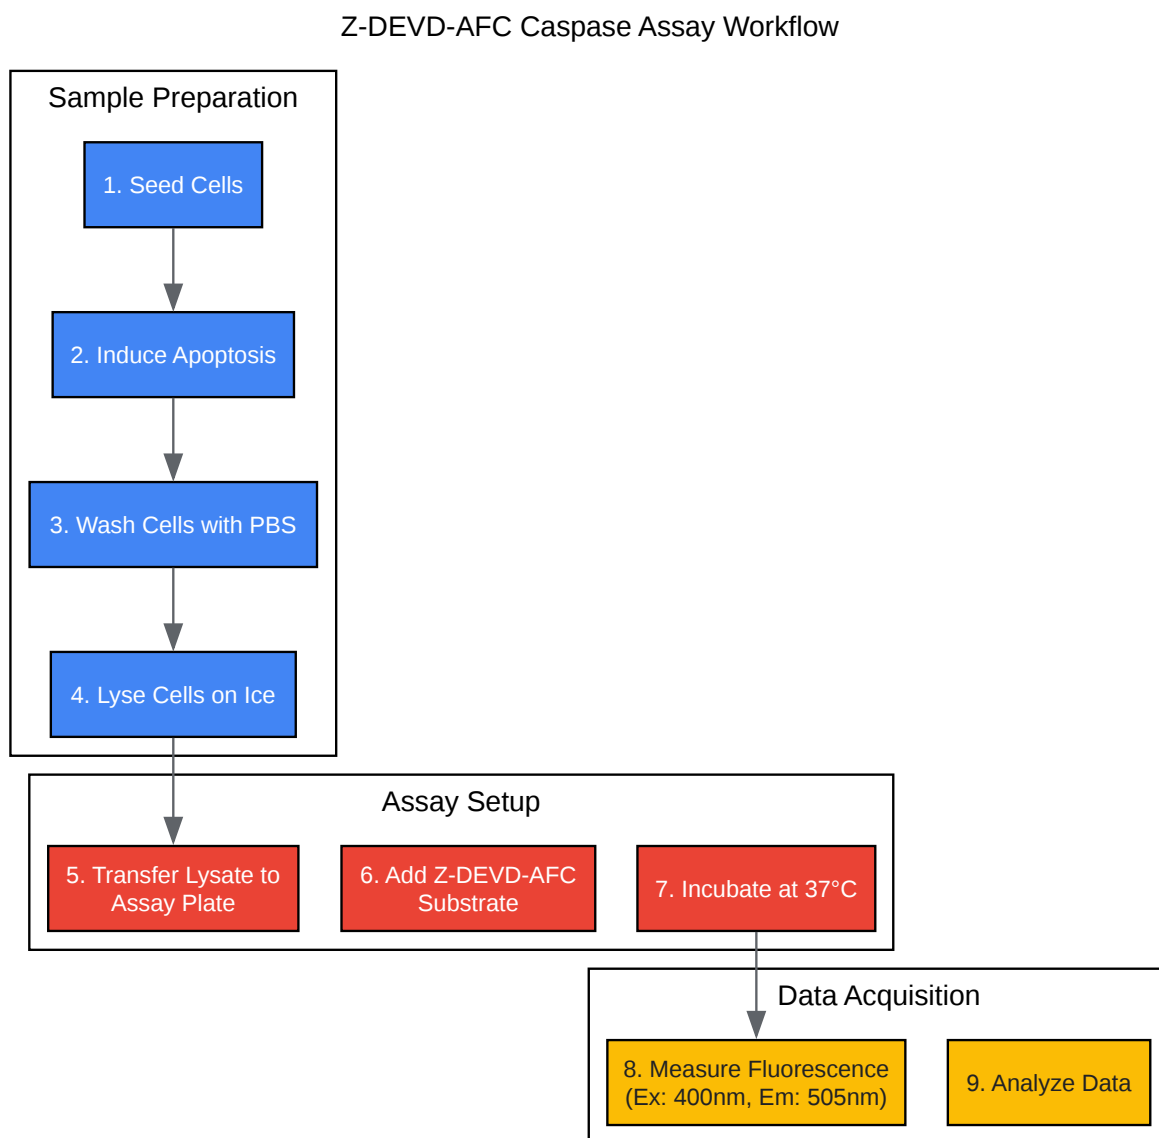 Z-DEVD-AFC Caspase Assay Workflow
Sample Preparation
1. Seed Cells
2. Induce Apoptosis
3. Wash Cells with PBS
4. Lyse Cells on Ice
Assay Setup
5. Transfer Lysate to
Assay Plate
6. Add Z-DEVD-AFC
Substrate
7. Incubate at 37°C
Data Acquisition
8. Measure Fluorescence
(Ex: 400nm, Em: 505nm)
9. Analyze Data